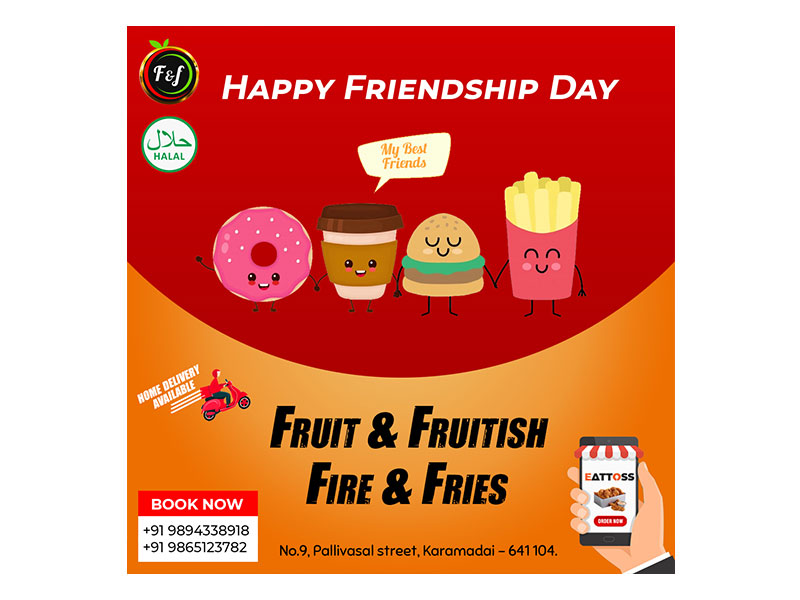 F&f
HAPPY FRIENDSHIP DAY
حلال
HALAL
My Best
Friends
HOME DELIVERY
AVAILABLE
FRUIT & FRUITISH
FIRE & FRIES
EATTOSS
ORDER NOW
BOOK NOW
+91 9894338918
+91 9865123782
No.9, Pallivasal street, Karamadai – 641 104.